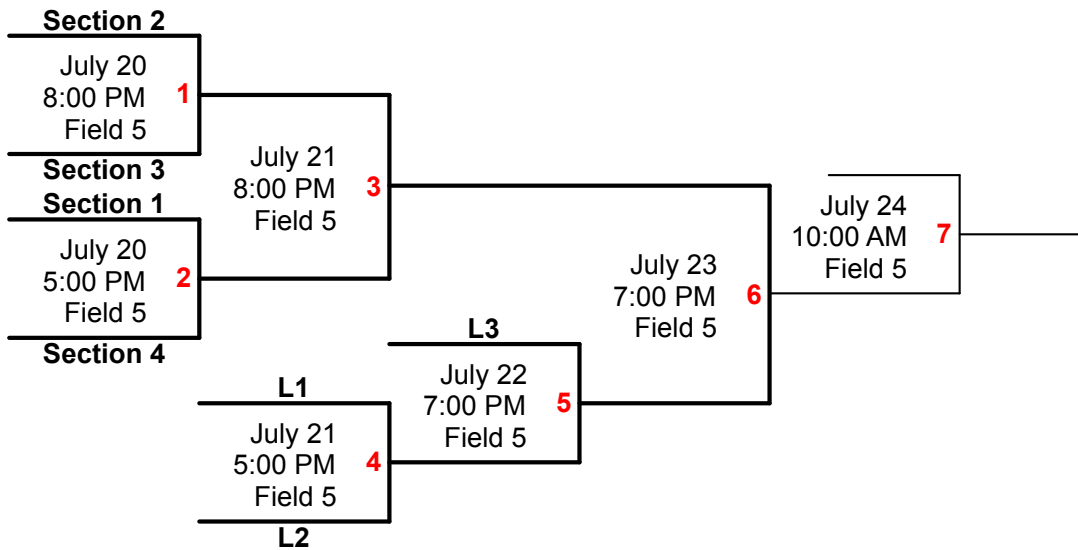 Section 2
July 20
8:00 PM
Field 5
1
Section 3
Section 1
July 20
5:00 PM
Field 5
2
Section 4
July 21
8:00 PM
Field 5
3
L1
July 21
5:00 PM
Field 5
4
L2
L3
July 22
7:00 PM
Field 5
5
July 23
7:00 PM
Field 5
6
July 24
10:00 AM
Field 5
7